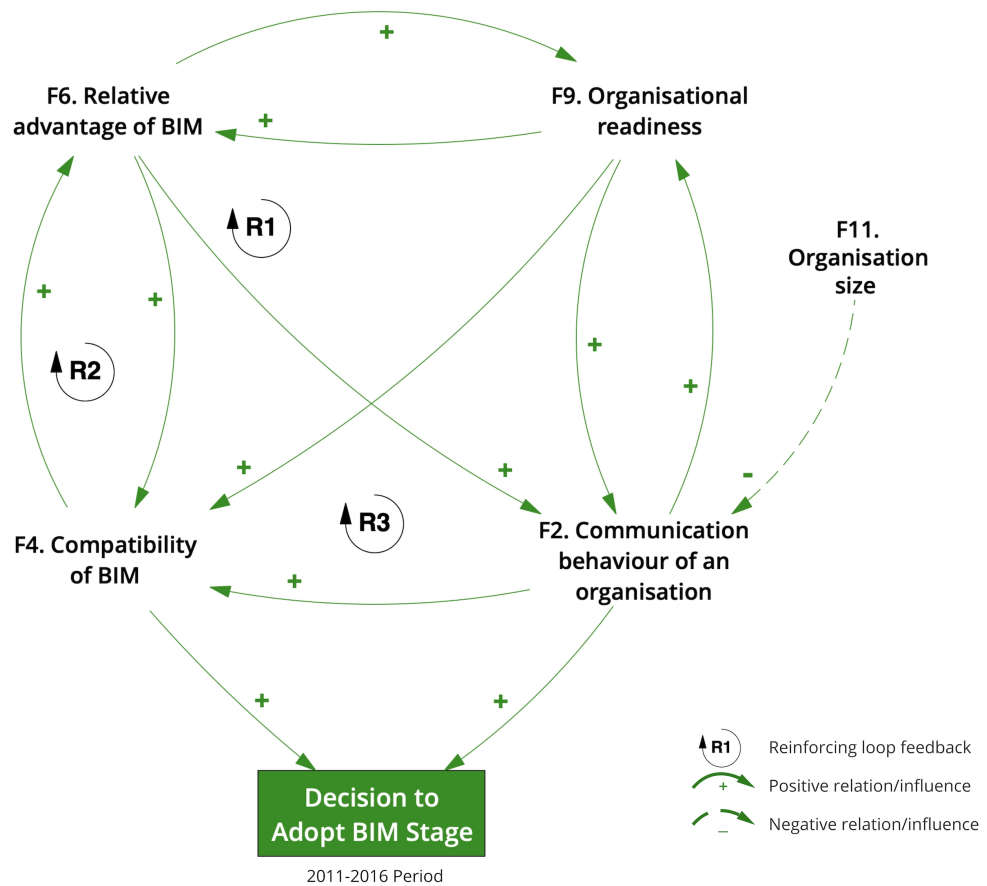 +
F6. Relative
advantage of BIM
F9. Organisational
readiness
+
R1
F11.
Organisation
size
+
+
+
R2
+
+
+
-
R3
F4. Compatibility
of BIM
F2. Communication
behaviour of an
organisation
+
+
+
Decision to
Adopt BIM Stage
2011-2016 Period
R1 Reinforcing loop feedback
+ Positive relation/influence
– Negative relation/influence